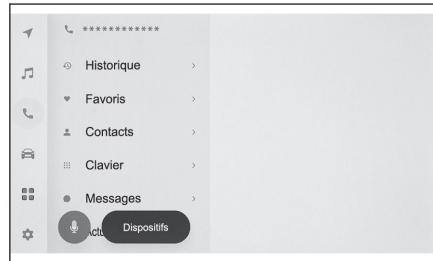 ************
Historique
Favoris
Contacts
Clavier
Messages
Dispositifs